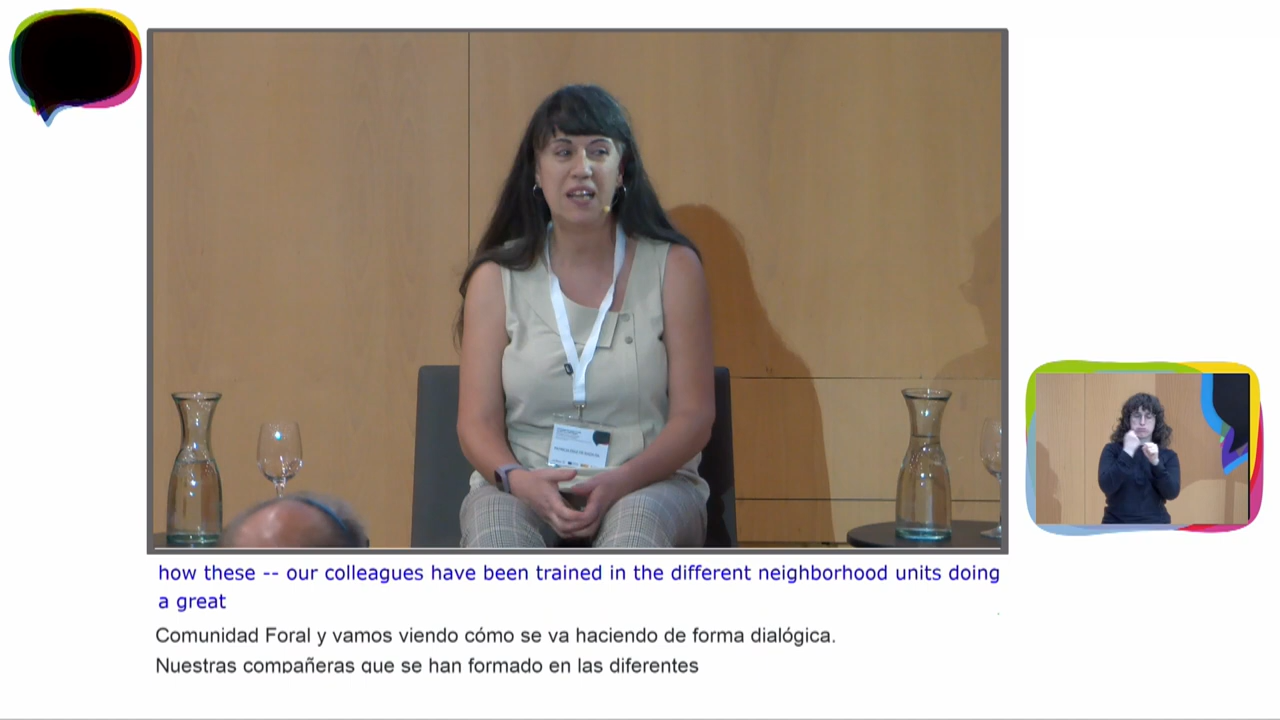 how these -- our colleagues have been trained in the different neighborhood units doing
a great
Comunidad Foral y vamos viendo cómo se va haciendo de forma dialógica.
Nuestras compañeras que se han formado en las diferentes